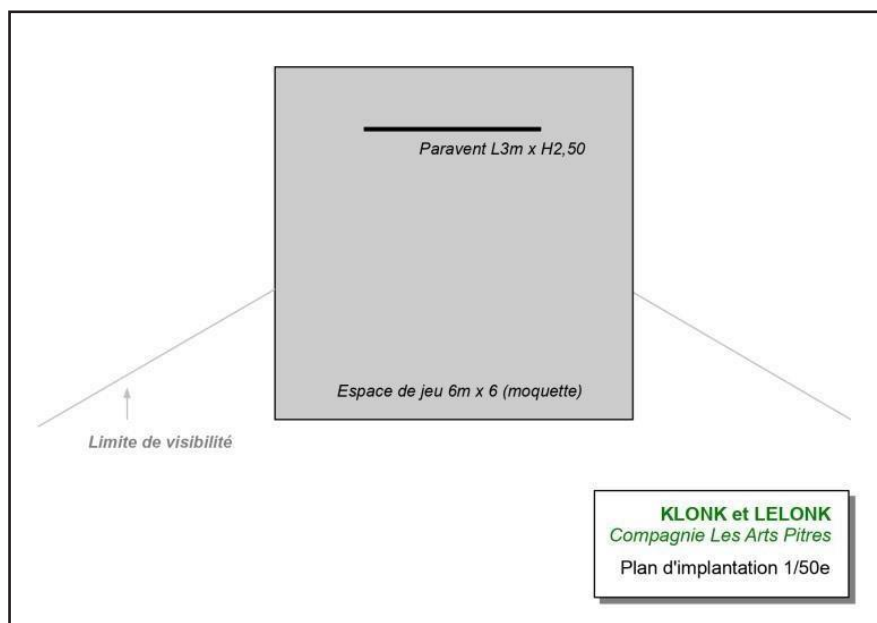 Paravent L3m x H2,50
Espace de jeu 6m x 6 (moquette)
Limite de visibilité
KLONK et LELONK
Compagnie Les Arts Pitres
Plan d'implantation 1/50e